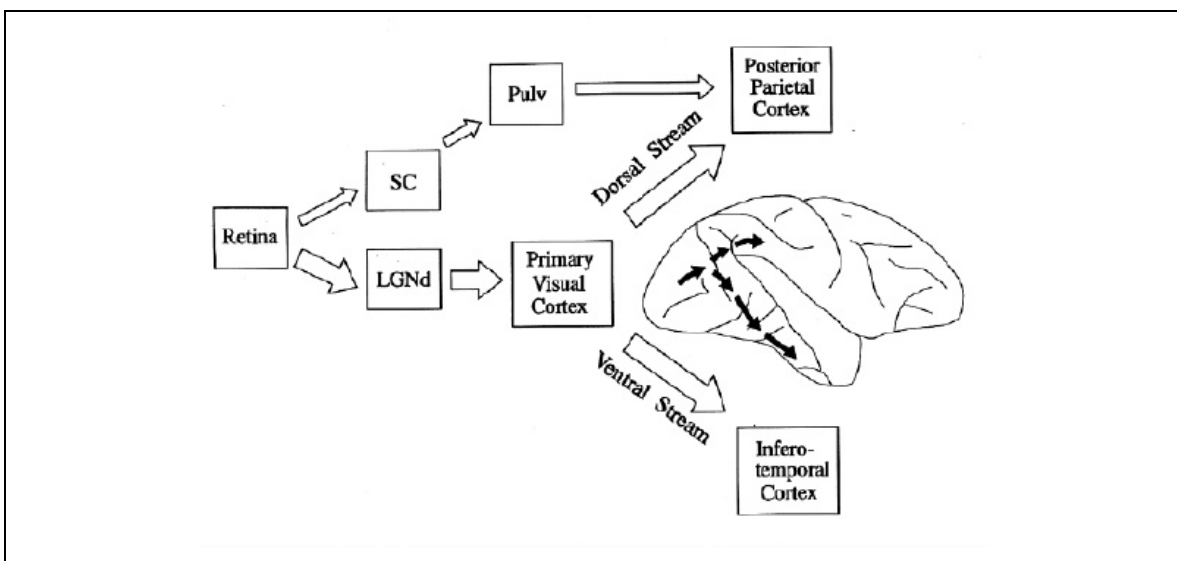 Posterior
Parietal
Cortex
Pulv
Dorsal Stream
SC
Retina
LGNd
Primary
Visual
Cortex
Ventral Stream
Infero-
temporal
Cortex